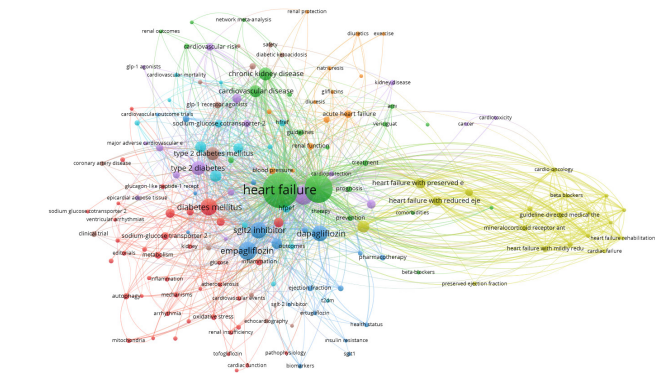 renal protection
network meta-analysis
renal outcomes
diuretics
exercise
cardiovascular risk
safety
diabetic ketoacidosis
glp-1 agonists
natriuresis
cardiovascular mortality
chronic kidney disease
kidney disease
cardiovascular disease
gliflozins
glp-1 receptor agonists
diuresis
cardiovascular outcome trials
acute heart failure
cardiotoxicity
sodium-glucose cotransporter-2
hfref
vericiguat
cancer
guidelines
major adverse cardiovascular e
renal function
type 2 diabetes mellitus
coronary artery disease
treatment
type 2 diabetes
blood pressure
cardioprotection
cardio-oncology
glucagon-like peptide-1 recept
heart failure
prognosis
heart failure with preserved e
epicardial adipose tissue
beta blockers
heart failure with reduced eje
diabetes mellitus
hfpef
therapy
comorbidities
sodium glucose cotransporter 2
ventricular arrhythmias
prevention
guideline-directed medical the
clinical trial
sglt2 inhibitor
dapagliflozin
mineralocorticoid receptor ant
sodium-glucose cotransporter-2
heart failure rehabilitation
kidney
outcomes
editorials
metabolism
empagliflozin
heart failure with mildly redu
cardiac failure
glucose
inflammation
pharmacotherapy
beta-blockers
inflammation
atherosclerosis
ejection fraction
preserved ejection fraction
autophagy
mechanisms
cardiovascular events
sglt-2 inhibitor
arrhythmia
oxidative stress
ertugliflozin
echocardiography
health status
renal insufficiency
mitochondria
insulin resistance
tofogliflozin
pathophysiology
sglt1
cardiac function
biomarkers